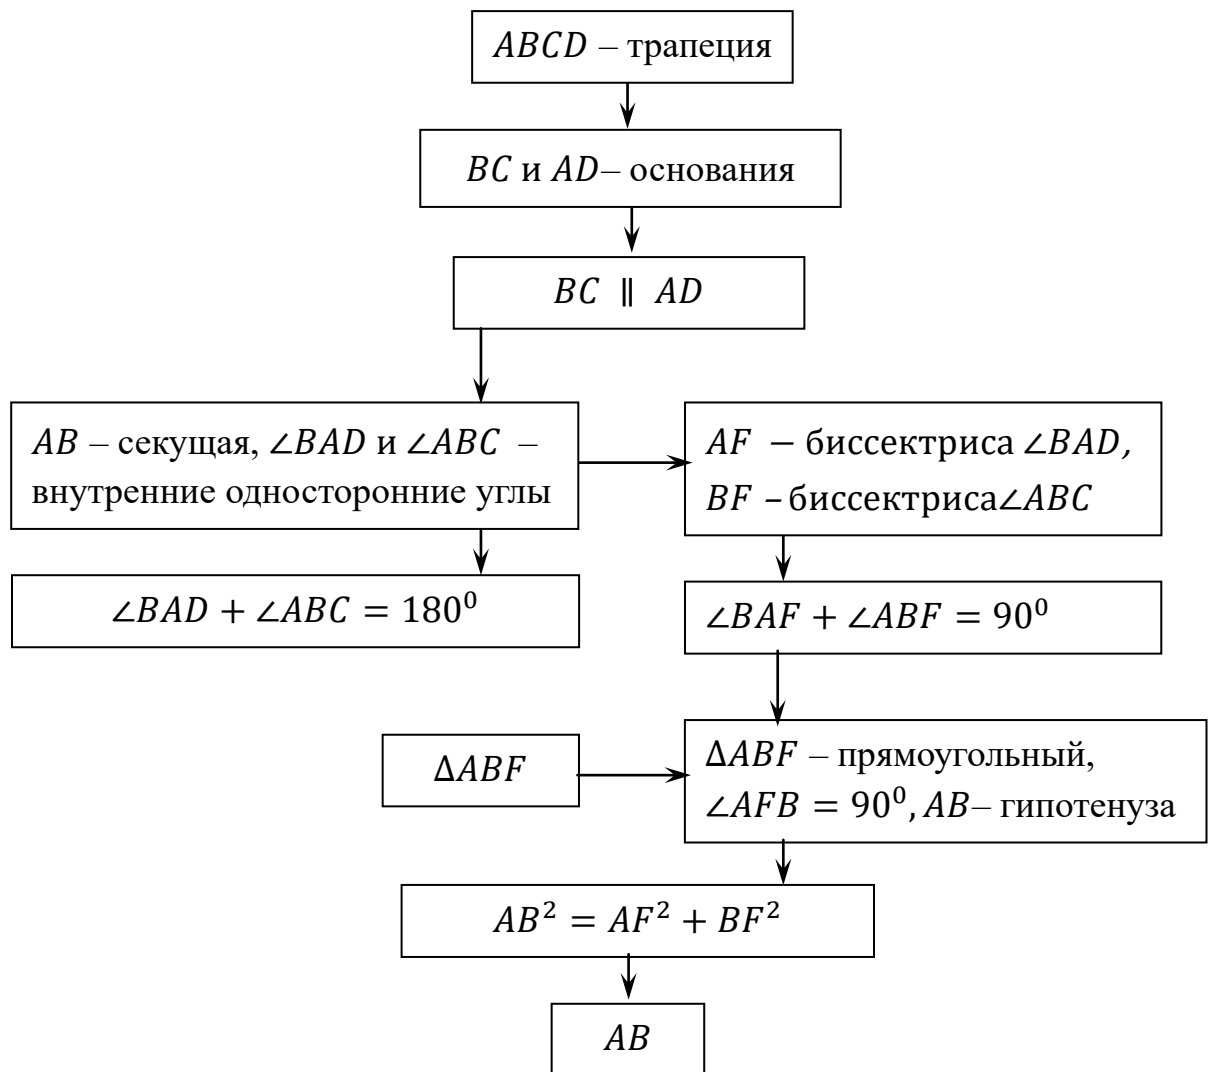 ABCD – трапеция
BC и AD– основания
BC ∥ AD
AB – секущая, ∠BAD и ∠ABC –
внутренние односторонние углы
AF – биссектриса ∠BAD,
BF – биссектриса∠ABC
∠BAD + ∠ABC = 180⁰
∠BAF + ∠ABF = 90⁰
ΔABF
ΔABF – прямоугольный,
∠AFB = 90⁰, AB– гипотенуза
AB² = AF² + BF²
AB